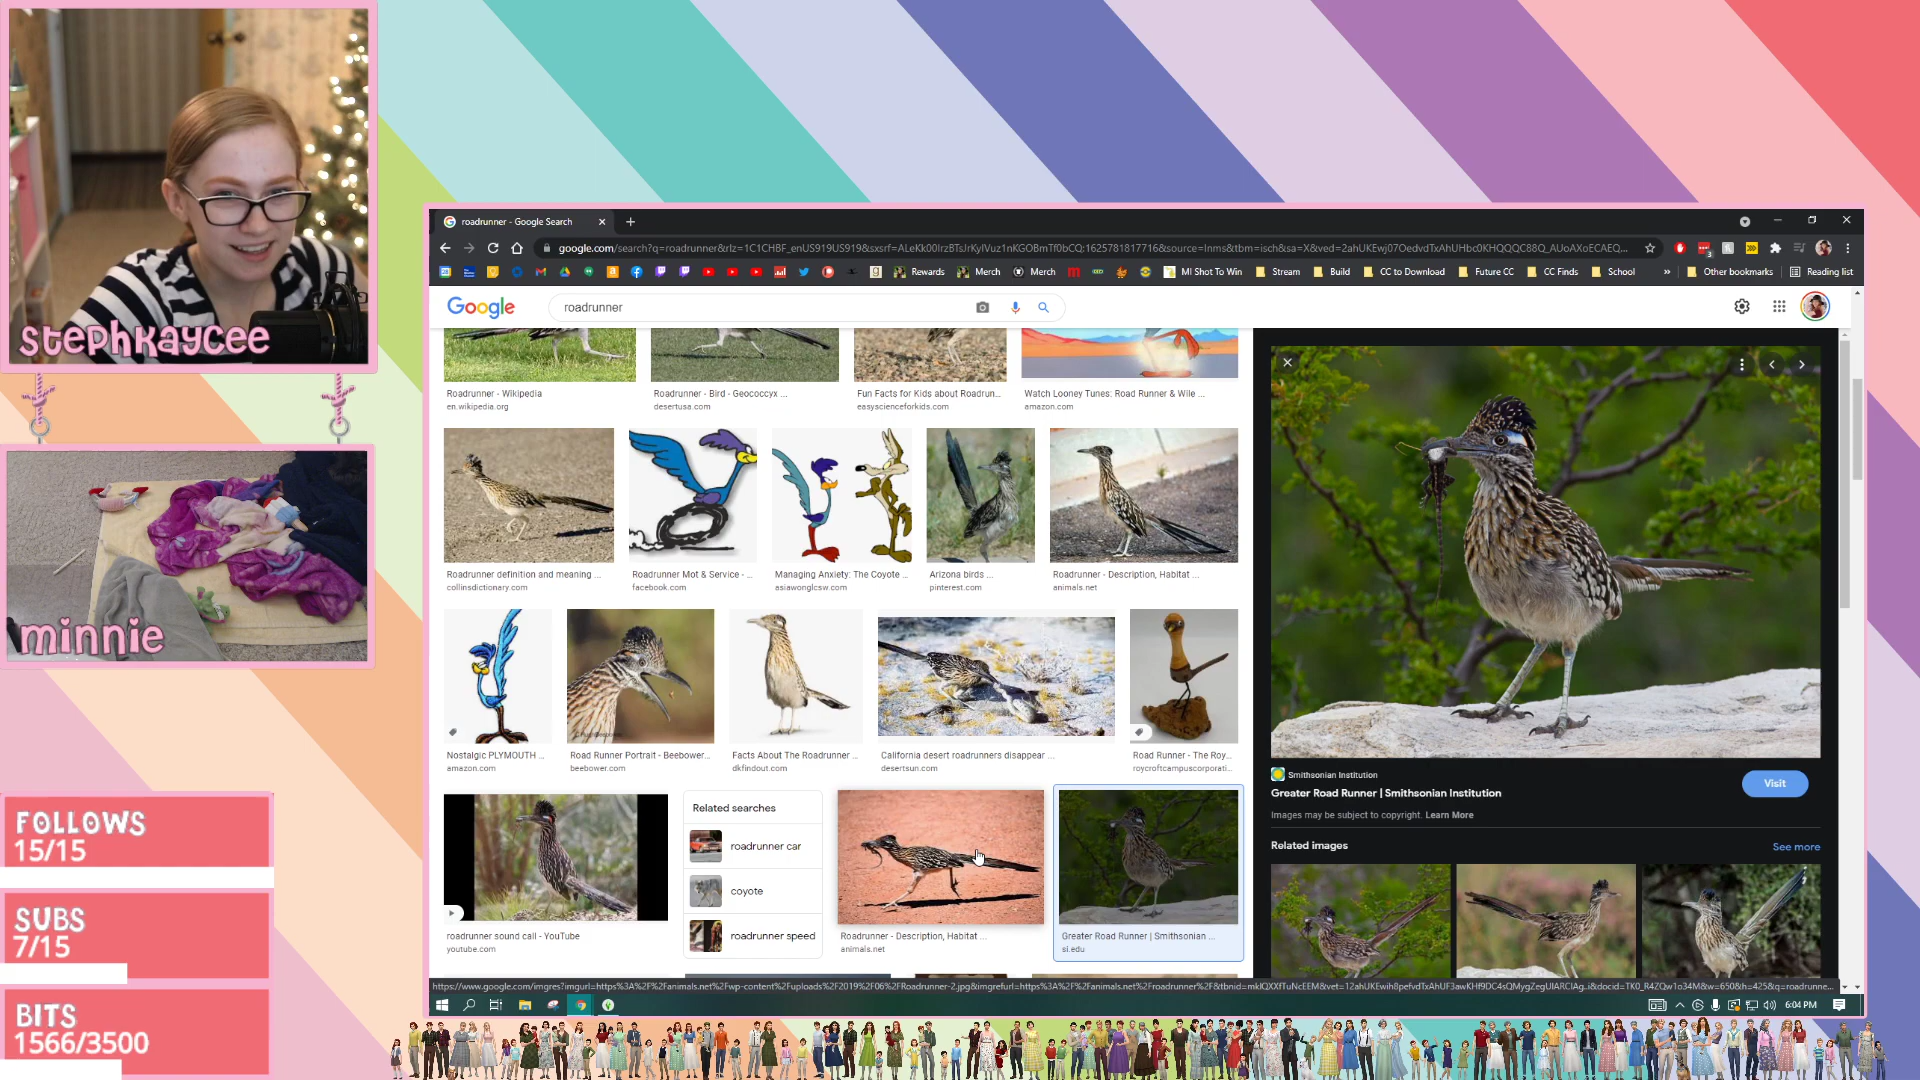 stephkaycee
minnie
FOLLOWS
15/15
SUBS
7/15
BITS
1566/3500
roadrunner - Google Search
Rewards
Merch
Merch
MI Shot To Win
Stream
Build
CC to Download
Future CC
CC Finds
School
Other bookmarks
Reading list
Google
roadrunner
Roadrunner - Wikipedia
en.wikipedia.org
Roadrunner - Bird - Geococcyx ...
desertusa.com
Fun Facts for Kids about Roadrun...
easyscienceforkids.com
Watch Looney Tunes: Road Runner & Wile ...
amazon.com
Roadrunner definition and meaning ...
collinsdictionary.com
Roadrunner Mot & Service - ...
facebook.com
Managing Anxiety: The Coyote ...
asiawonglcsw.com
Arizona birds ...
pinterest.com
Roadrunner - Description, Habitat ...
animals.net
Nostalgic PLYMOUTH ...
amazon.com
Road Runner Portrait - Beebower...
beebower.com
Facts About The Roadrunner ...
dkfindout.com
California desert roadrunners disappear ...
desertsun.com
Road Runner - The Roy...
roycroftcampuscorporati...
roadrunner sound call - YouTube
youtube.com
Related searches
roadrunner car
coyote
roadrunner speed
Roadrunner - Description, Habitat ...
animals.net
Greater Road Runner | Smithsonian ...
si.edu
Smithsonian Institution
Greater Road Runner | Smithsonian Institution
Visit
Images may be subject to copyright. Learn More
Related images
See more
6:04 PM